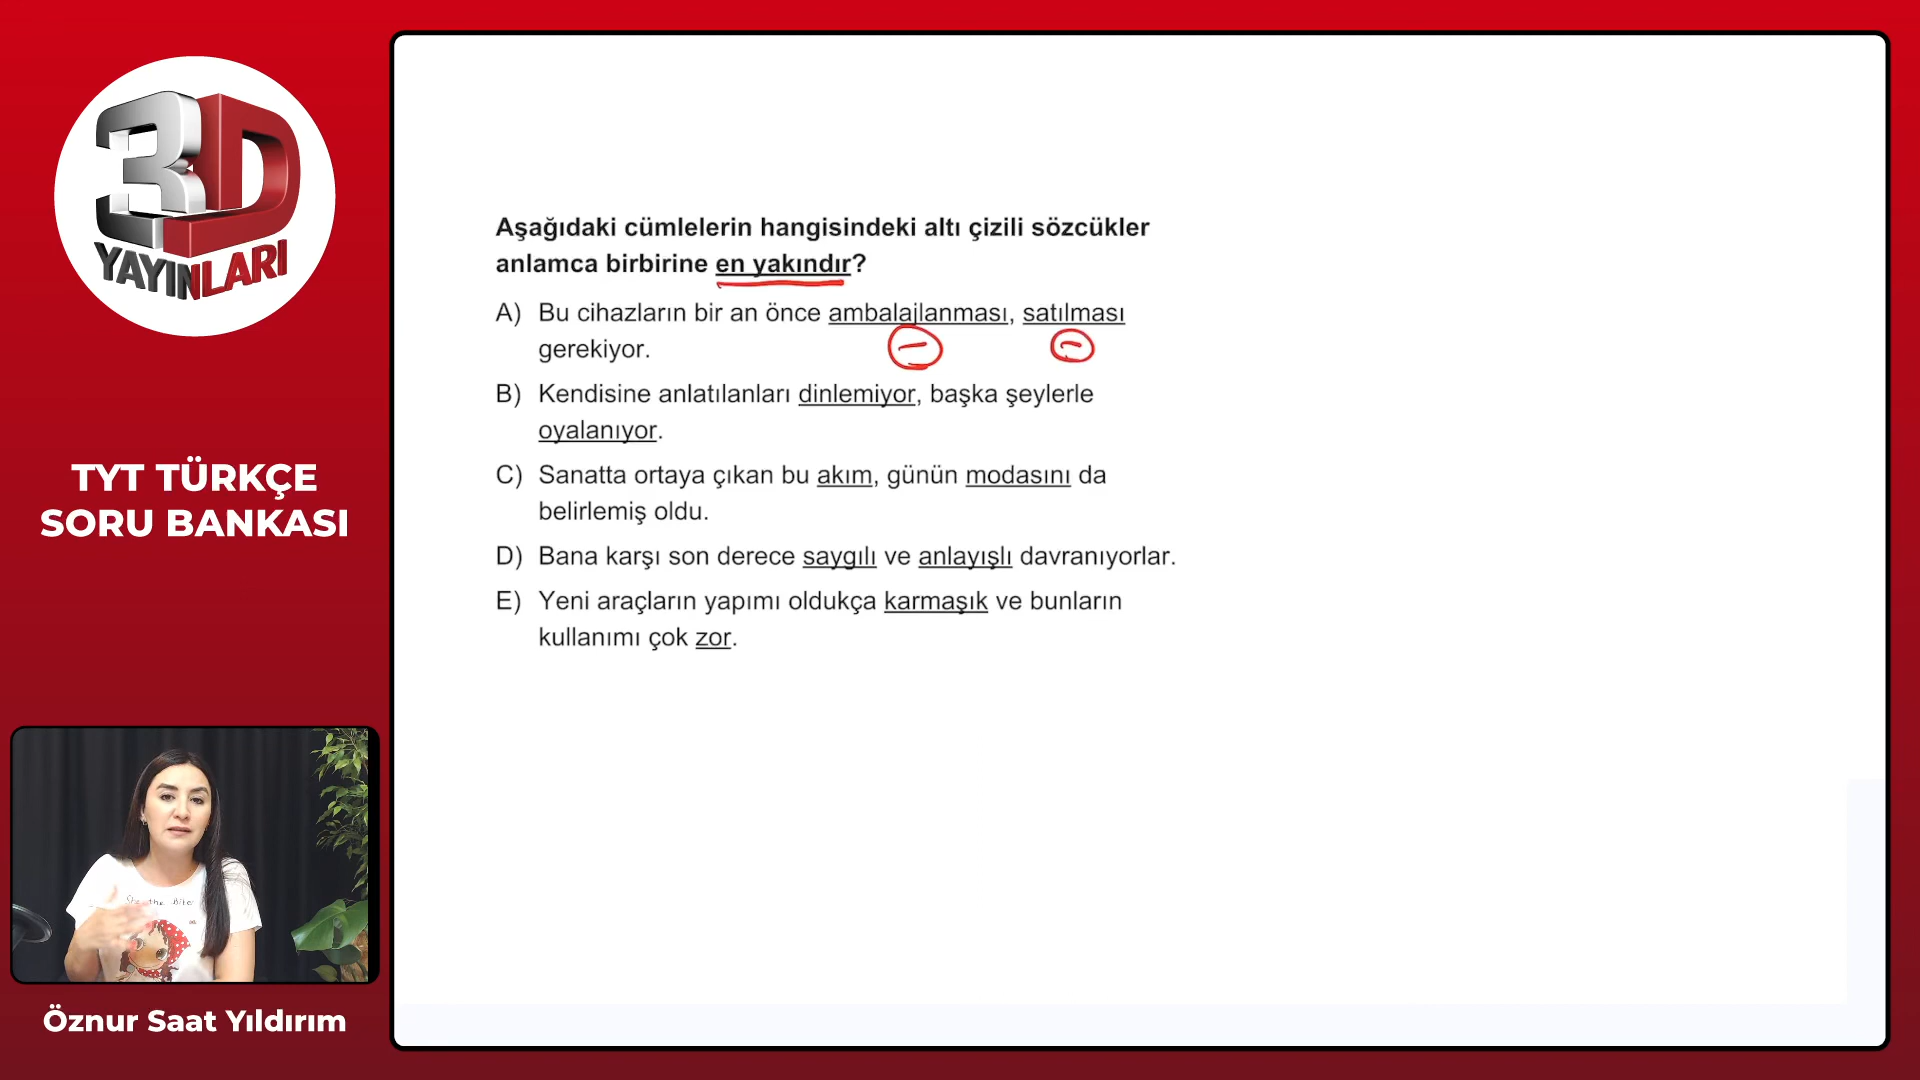 3D
YAYINLARI
TYT TÜRKÇE
SORU BANKASI
Öznur Saat Yıldırım
Aşağıdaki cümlelerin hangisindeki altı çizili sözcükler
anlamca birbirine en yakındır?
A) Bu cihazların bir an önce ambalajlanması, satılması
gerekiyor.
B) Kendisine anlatılanları dinlemiyor, başka şeylerle
oyalanıyor.
C) Sanatta ortaya çıkan bu akım, günün modasını da
belirlemiş oldu.
D) Bana karşı son derece saygılı ve anlayışlı davranıyorlar.
E) Yeni araçların yapımı oldukça karmaşık ve bunların
kullanımı çok zor.